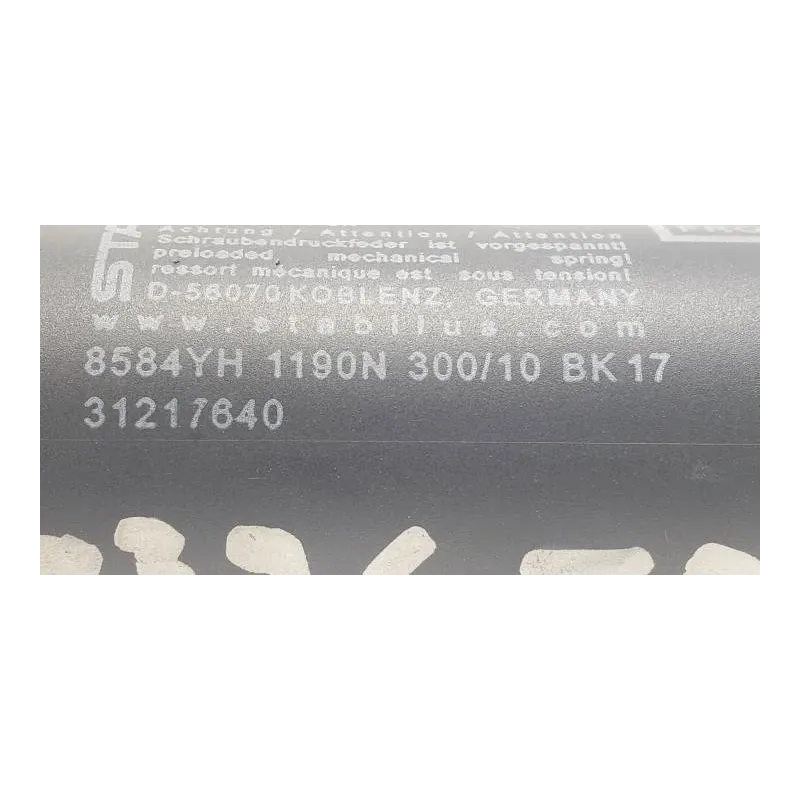 Achtung / Attention / Attention
Schraubendruckfeder ist vorgespannt!
preloaded mechanical spring!
ressort mécanique est sous tension!
D-56070 KOBLENZ, GERMANY
www.stabilus.com
8584YH 1190N 300/10 BK17
31217640